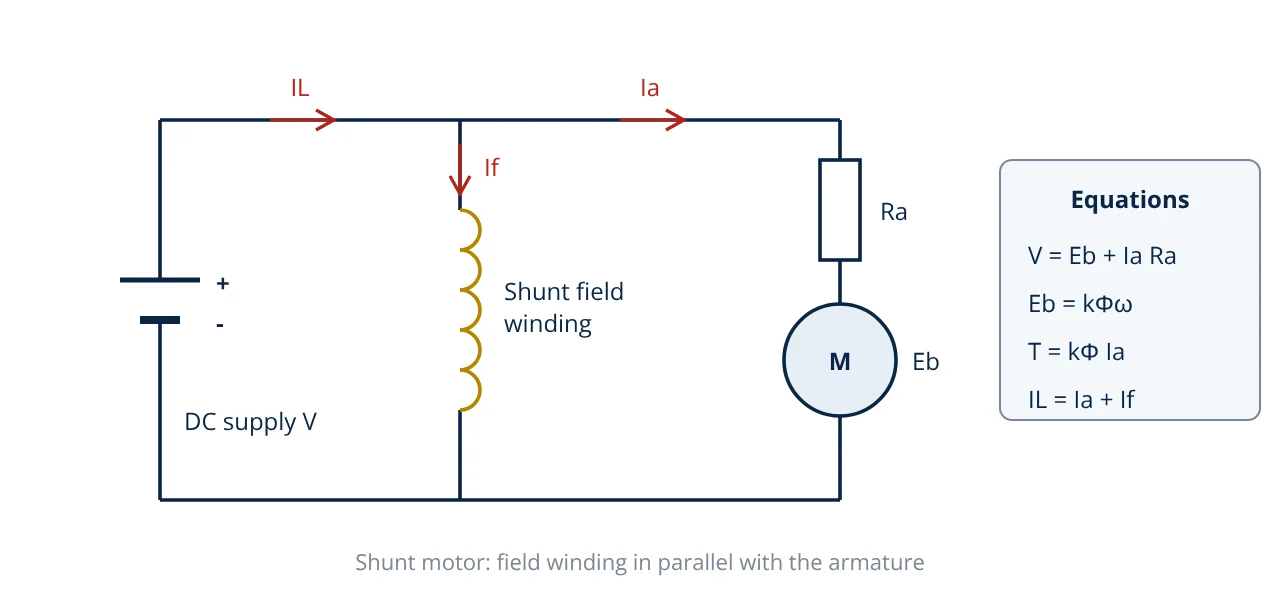 IL
Ia
If
Ra
Shunt field
winding
+
-
M
Eb
DC supply V
Equations
V = Eb + Ia Ra
Eb = kΦω
T = kΦ Ia
IL = Ia + If
Shunt motor: field winding in parallel with the armature